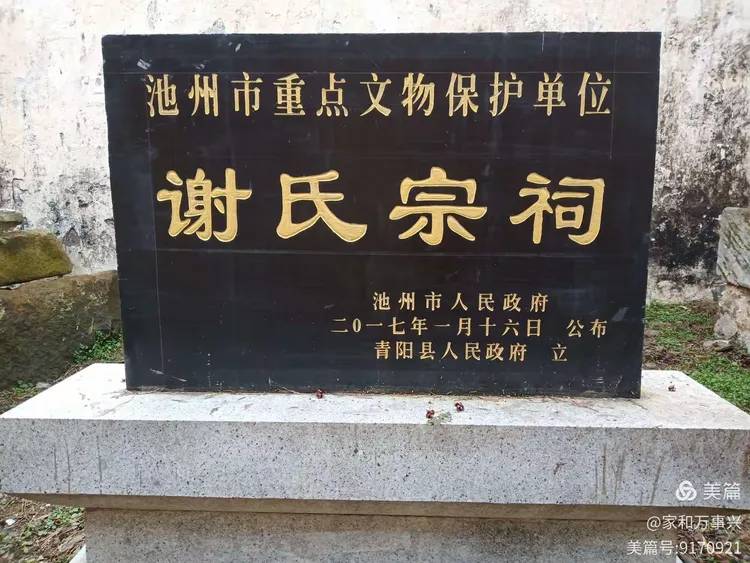 池州市重点文物保护单位
谢氏宗祠
池州市人民政府
二0一七年一月十六日 公布
青阳县人民政府 立
美篇
@家和万事兴
美篇号:9170921